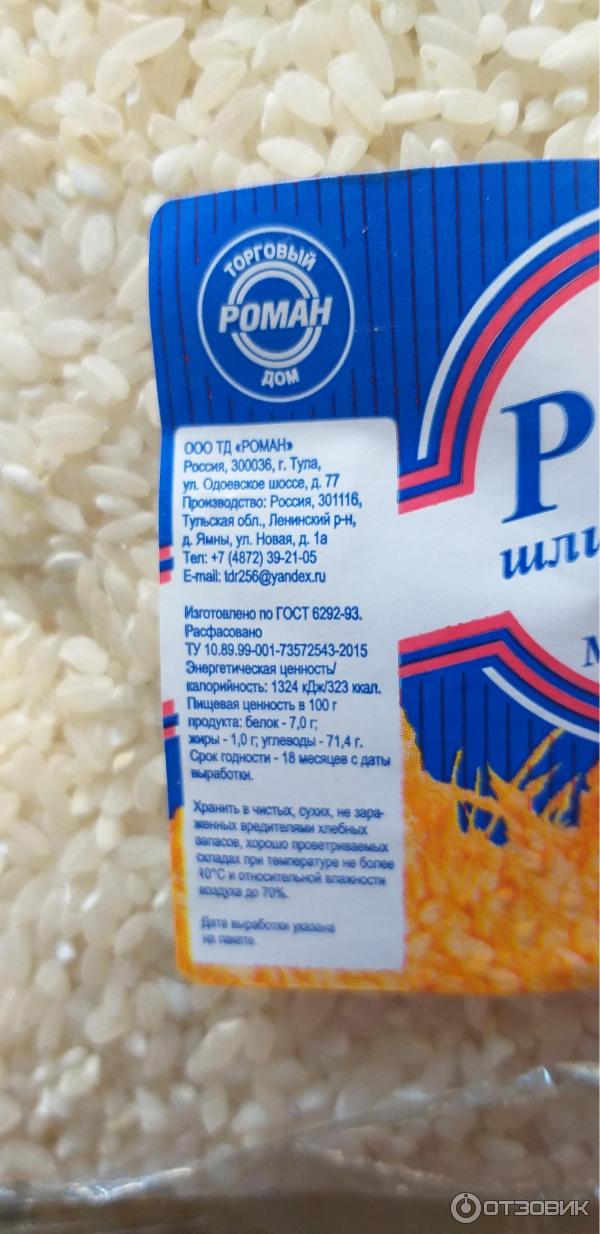 ТОРГОВЫЙ
РОМАН
ДОМ
ООО ТД «РОМАН»
Россия, 300036, г. Тула,
ул. Одоевское шоссе, д. 77
Производство: Россия, 301116,
Тульская обл., Ленинский р-н,
д. Ямны, ул. Новая, д. 1а
Тел: +7 (4872) 39-21-05
E-mail: tdr256@yandex.ru
Изготовлено по ГОСТ 6292-93.
Расфасовано
ТУ 10.89.99-001-73572543-2015
Энергетическая ценность/
калорийность: 1324 кДж/323 ккал.
Пищевая ценность в 100 г
продукта: белок - 7,0 г;
жиры - 1,0 г; углеводы - 71,4 г.
Срок годности - 18 месяцев с даты
выработки.
Хранить в чистых, сухих, не зара-
женных вредителями хлебных
запасов, хорошо проветриваемых
складах при температуре не более
+10°С и относительной влажности
воздуха до 70%.
Дата выработки указана
на пакете.
Р
шли
М
ОТЗОВИК